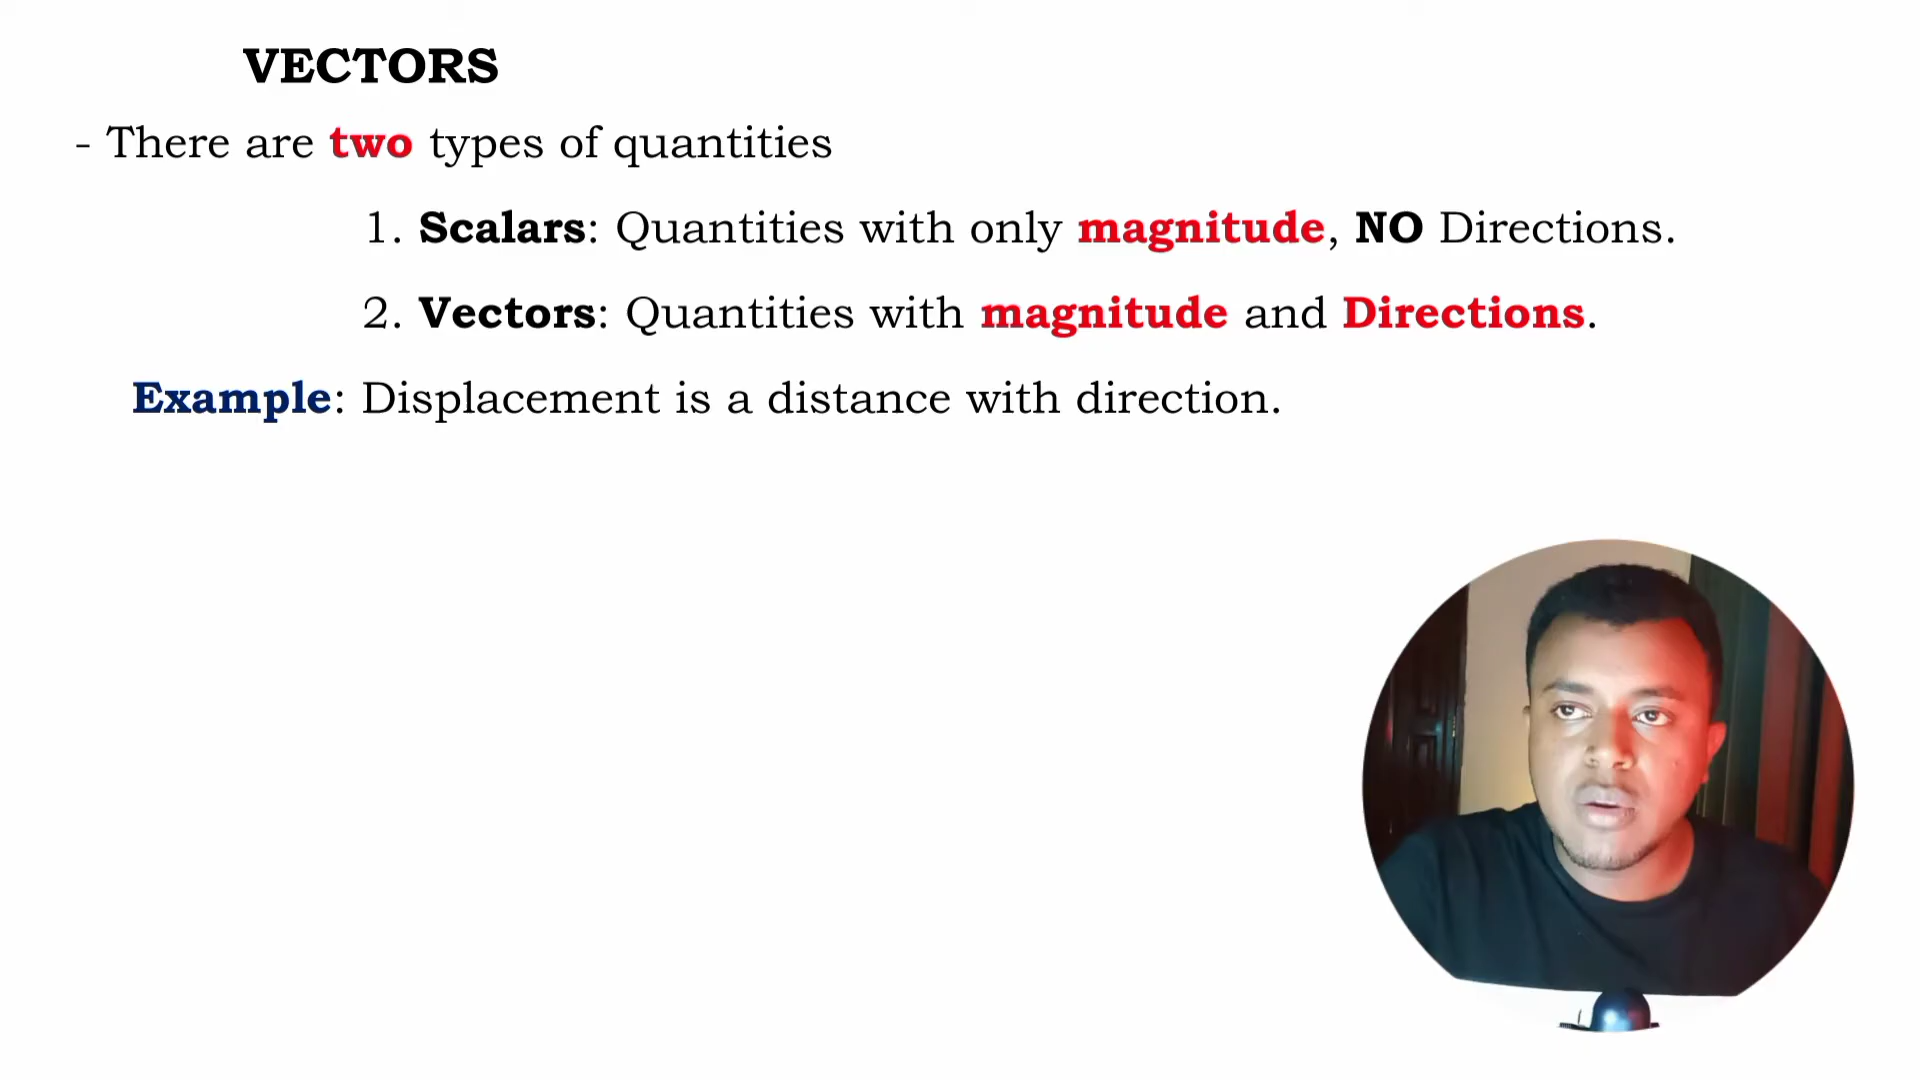 VECTORS
- There are two types of quantities
1. Scalars: Quantities with only magnitude, NO Directions.
2. Vectors: Quantities with magnitude and Directions.
Example: Displacement is a distance with direction.